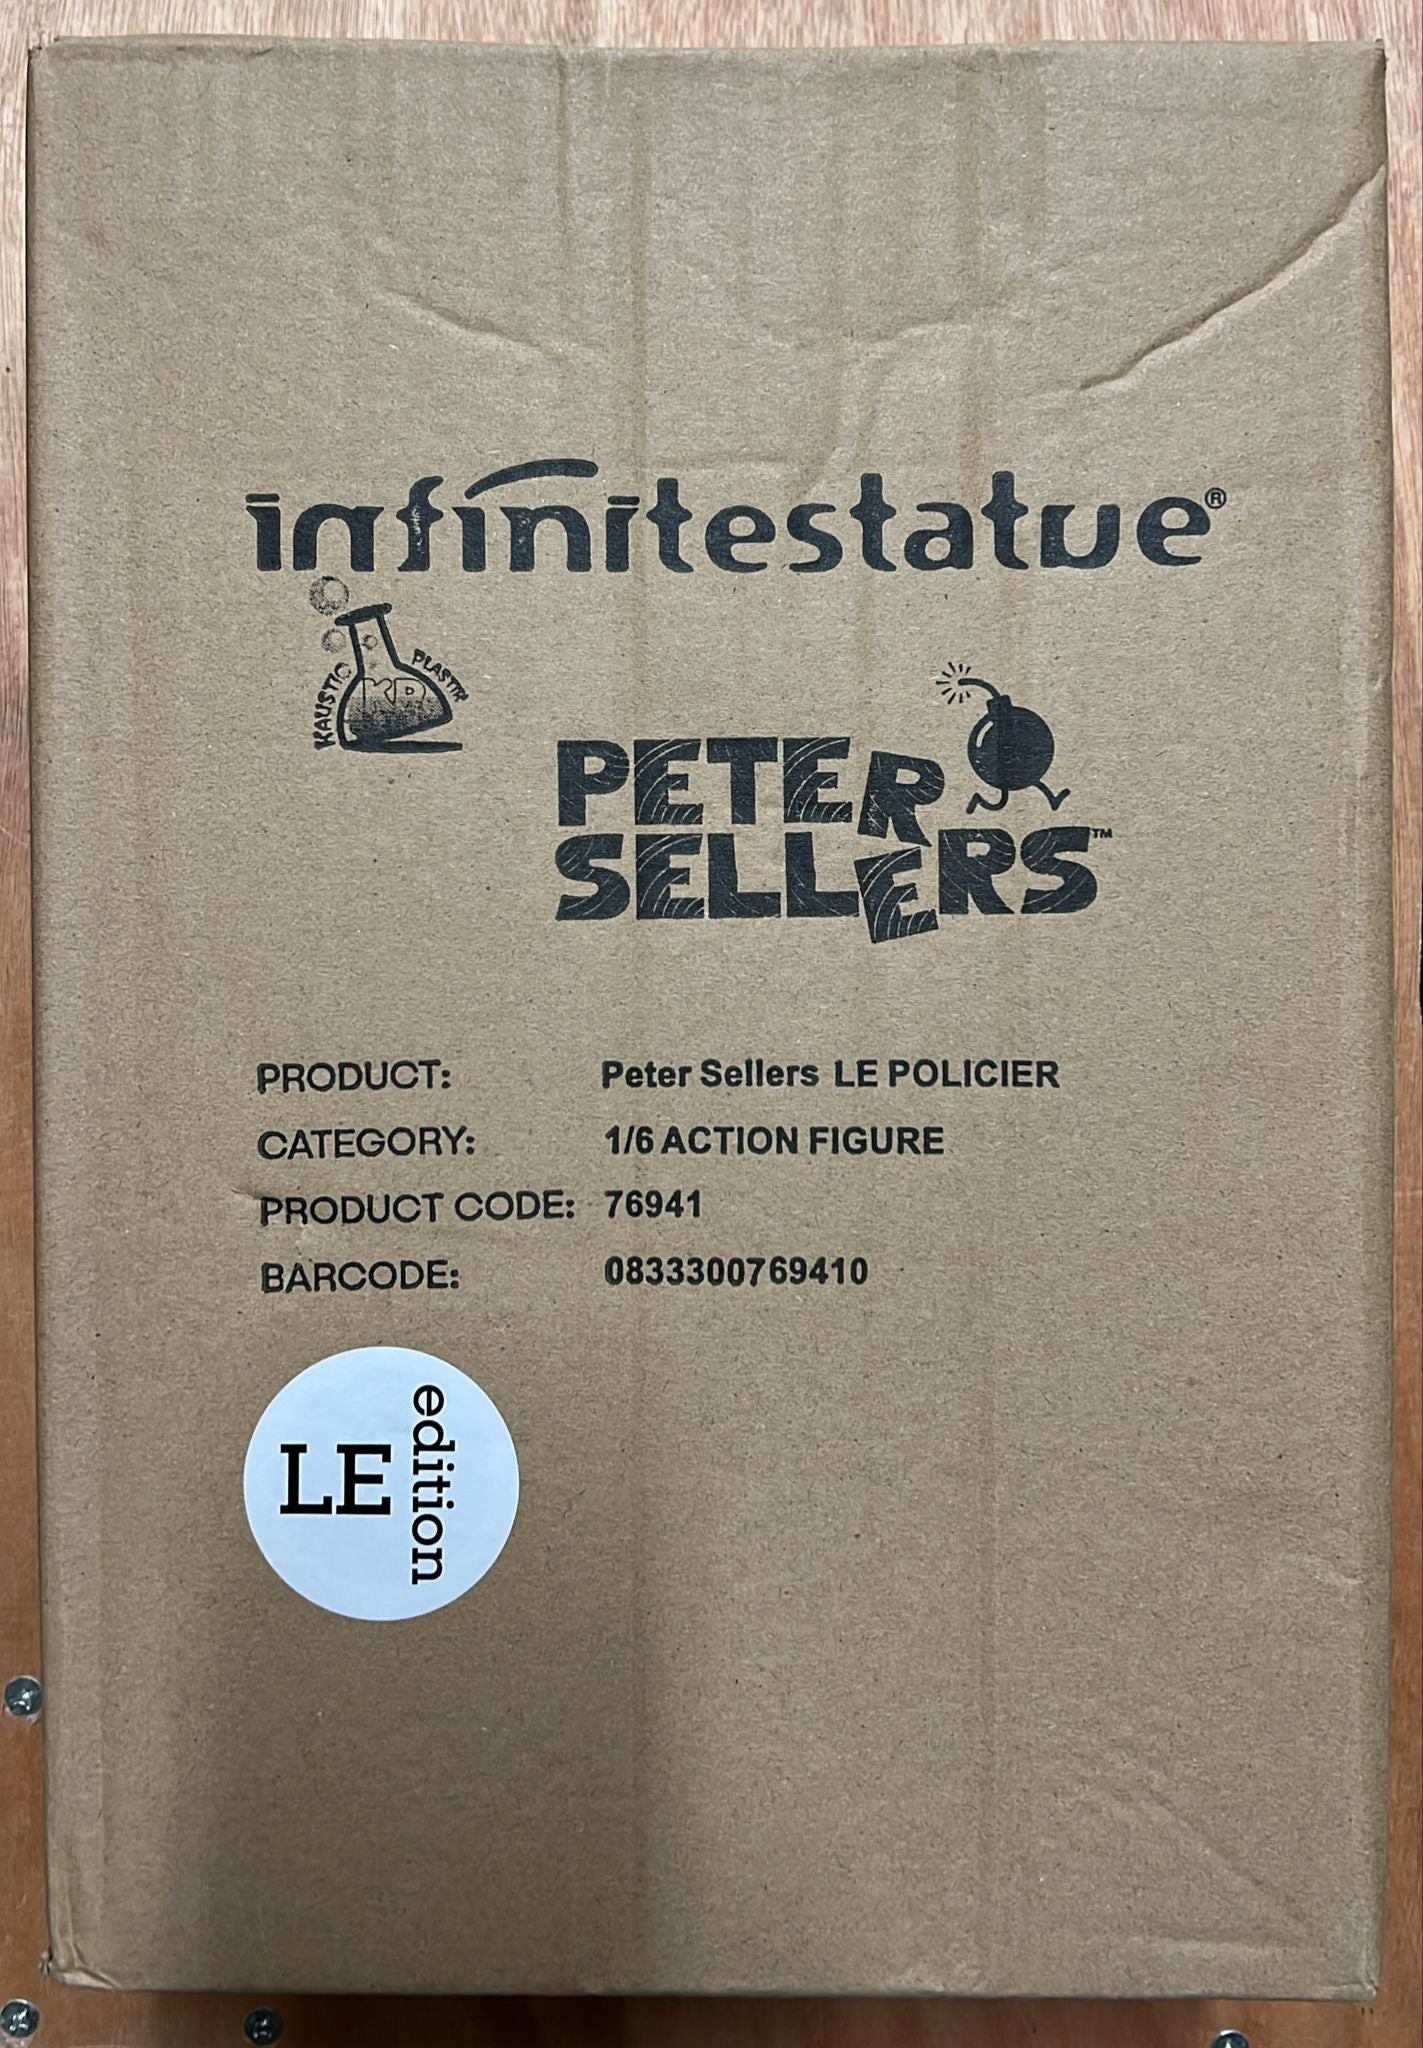 infinitestatue®
KAUSTIC PLASTIK
KP
PETER
SELLERS™
PRODUCT: Peter Sellers LE POLICIER
CATEGORY: 1/6 ACTION FIGURE
PRODUCT CODE: 76941
BARCODE: 0833300769410
LE edition